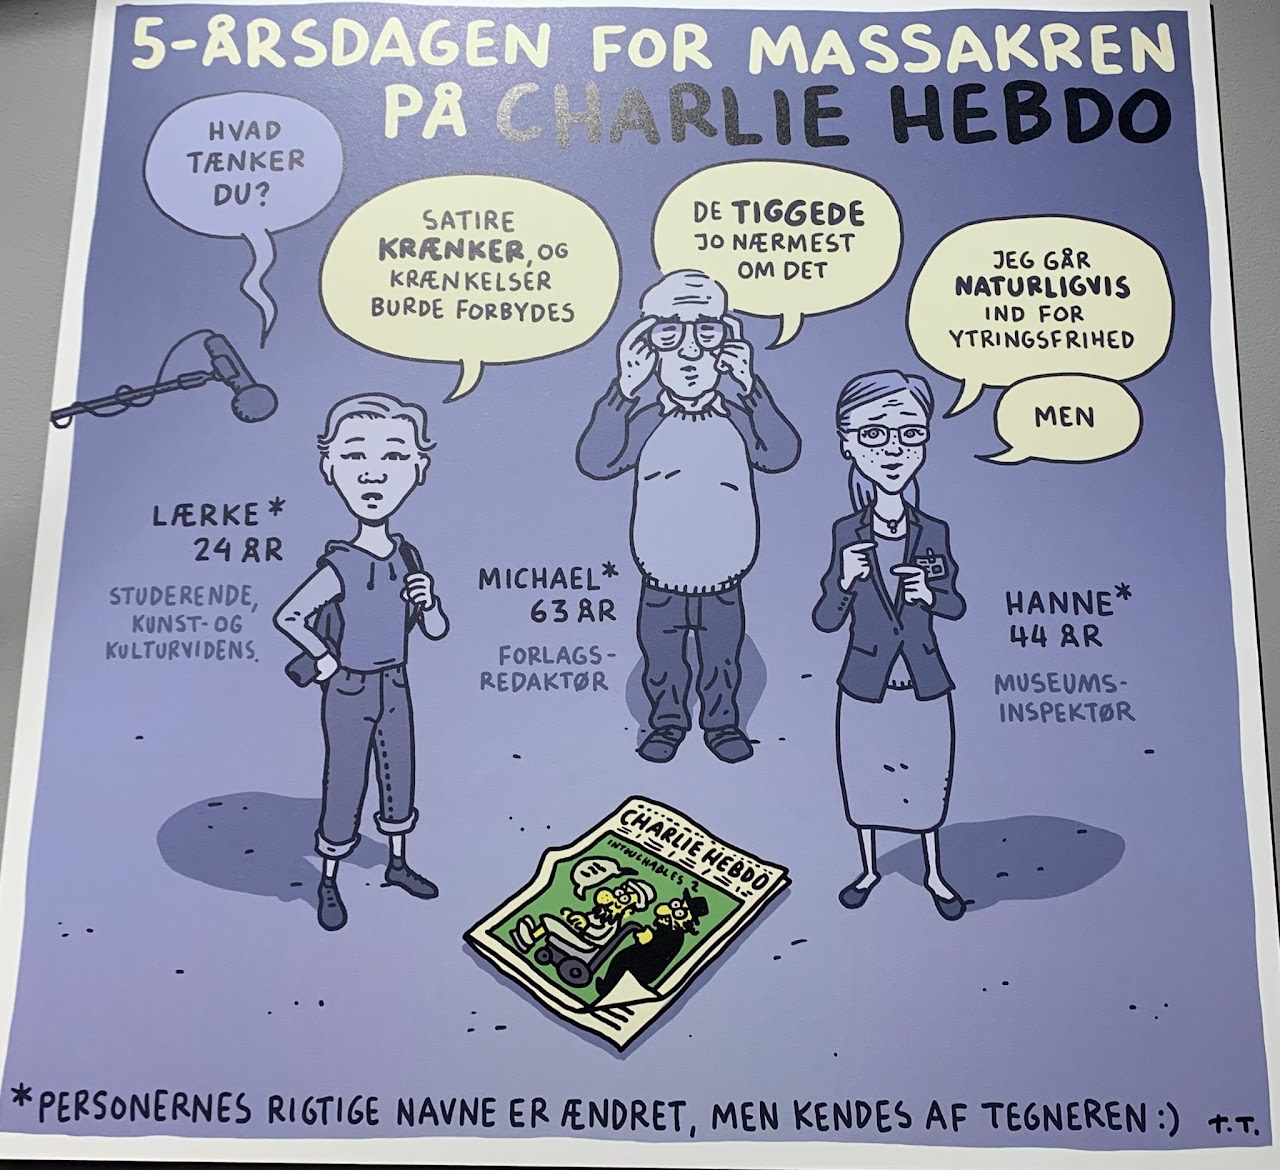 5-ÅRSDAGEN FOR MASSAKREN
PÅ CHARLIE HEBDO
HVAD
TÆNKER
DU?
SATIRE
KRÆNKER, OG
KRÆNKELSER
BURDE FORBYDES
DE TIGGEDE
JO NÆRMEST
OM DET
JEG GÅR
NATURLIGVIS
IND FOR
YTRINGSFRIHED
MEN
LÆRKE*
24 ÅR
STUDERENDE,
KUNST- OG
KULTURVIDENS.
MICHAEL*
63 ÅR
FORLAGS-
REDAKTØR
HANNE*
44 ÅR
MUSEUMS-
INSPEKTØR
CHARLIE HEBDO
INTOUCHABLES 2
*PERSONERNES RIGTIGE NAVNE ER ÆNDRET, MEN KENDES AF TEGNEREN :)
T.T.